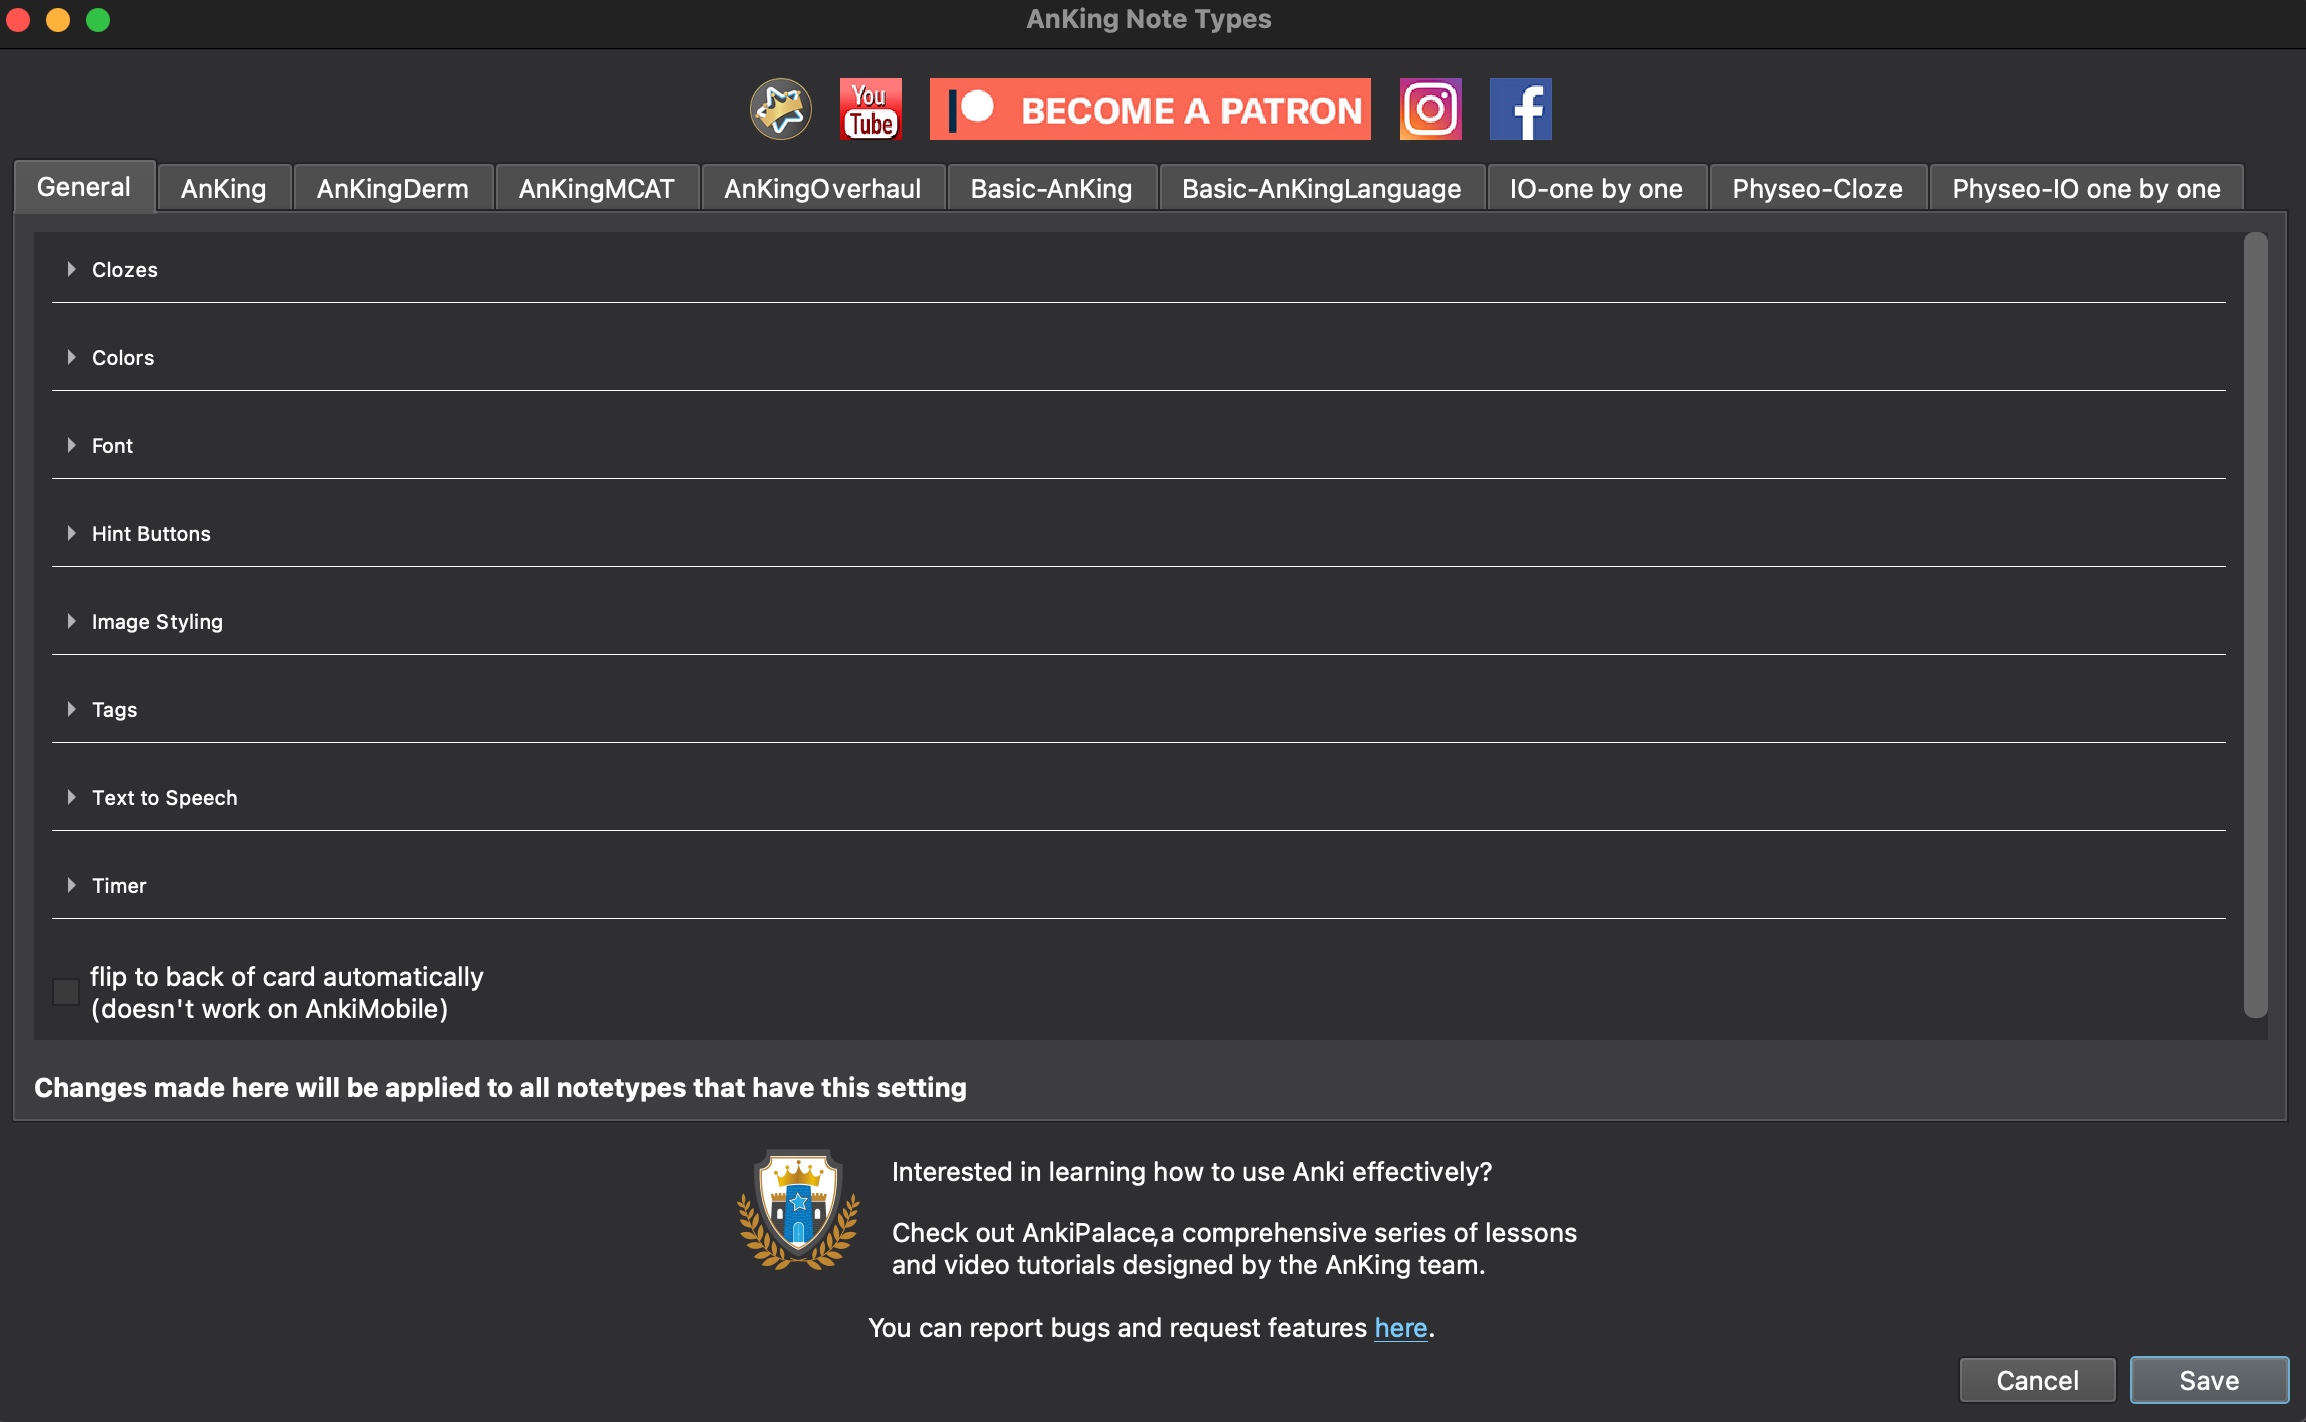 AnKing Note Types
You
Tube
BECOME A PATRON
General
AnKing
AnKingDerm
AnKingMCAT
AnKingOverhaul
Basic-AnKing
Basic-AnKingLanguage
IO-one by one
Physeo-Cloze
Physeo-IO one by one
Clozes
Colors
Font
Hint Buttons
Image Styling
Tags
Text to Speech
Timer
flip to back of card automatically
(doesn't work on AnkiMobile)
Changes made here will be applied to all notetypes that have this setting
Interested in learning how to use Anki effectively?
Check out AnkiPalace,a comprehensive series of lessons
and video tutorials designed by the AnKing team.
You can report bugs and request features here.
Cancel
Save